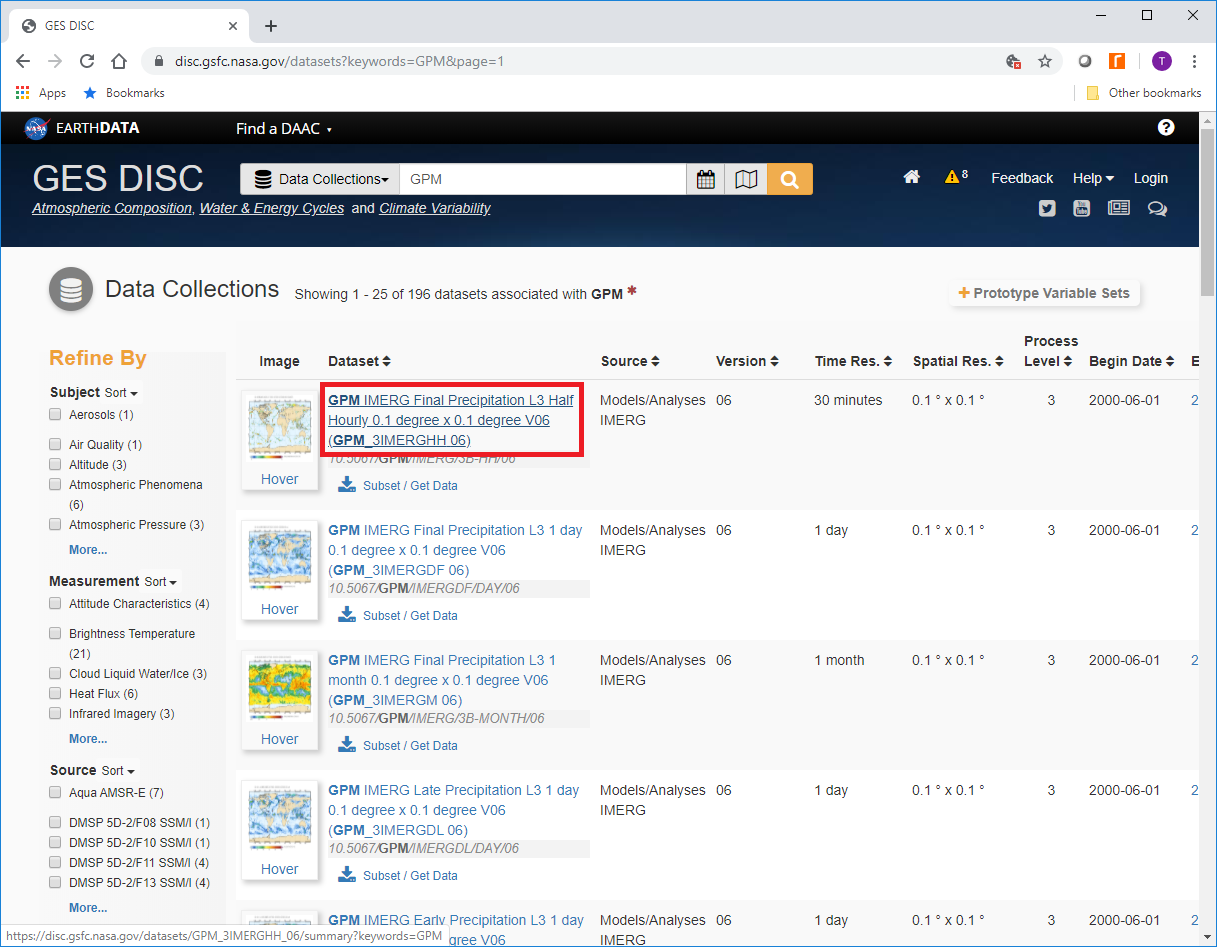 GES DISC
disc.gsfc.nasa.gov/datasets?keywords=GPM&page=1
T
Apps Bookmarks Other bookmarks
NASA EARTHDATA Find a DAAC
GES DISC Data Collections GPM 8 Feedback Help Login
Atmospheric Composition, Water & Energy Cycles and Climate Variability
Data Collections Showing 1 - 25 of 196 datasets associated with GPM *
+ Prototype Variable Sets
Refine By
Subject Sort
Aerosols (1)
Air Quality (1)
Altitude (3)
Atmospheric Phenomena
(6)
Atmospheric Pressure (3)
More...
Measurement Sort
Attitude Characteristics (4)
Brightness Temperature
(21)
Cloud Liquid Water/Ice (3)
Heat Flux (6)
Infrared Imagery (3)
More...
Source Sort
Aqua AMSR-E (7)
DMSP 5D-2/F08 SSM/I (1)
DMSP 5D-2/F10 SSM/I (1)
DMSP 5D-2/F11 SSM/I (4)
DMSP 5D-2/F13 SSM/I (4)
More...
Image Dataset Source Version Time Res. Spatial Res. Process Level Begin Date E
GPM IMERG Final Precipitation L3 Half Models/Analyses 06 30 minutes 0.1 ° x 0.1 ° 3 2000-06-01 2
Hourly 0.1 degree x 0.1 degree V06 IMERG
(GPM_3IMERGHH 06)
10.5067/GPM/IMERG/3B-HH/06
Hover Subset / Get Data
GPM IMERG Final Precipitation L3 1 day Models/Analyses 06 1 day 0.1 ° x 0.1 ° 3 2000-06-01 2
0.1 degree x 0.1 degree V06 IMERG
(GPM_3IMERGDF 06)
10.5067/GPM/IMERGDF/DAY/06
Hover Subset / Get Data
GPM IMERG Final Precipitation L3 1 Models/Analyses 06 1 month 0.1 ° x 0.1 ° 3 2000-06-01 2
month 0.1 degree x 0.1 degree V06 IMERG
(GPM_3IMERGM 06)
10.5067/GPM/IMERG/3B-MONTH/06
Hover Subset / Get Data
GPM IMERG Late Precipitation L3 1 day Models/Analyses 06 1 day 0.1 ° x 0.1 ° 3 2000-06-01 2
0.1 degree x 0.1 degree V06 IMERG
(GPM_3IMERGDL 06)
10.5067/GPM/IMERGDL/DAY/06
Hover Subset / Get Data
GPM IMERG Early Precipitation L3 1 day Models/Analyses 06 1 day 0.1 ° x 0.1 ° 3 2000-06-01 2
gree V06 IMERG
https://disc.gsfc.nasa.gov/datasets/GPM_3IMERGHH_06/summary?keywords=GPM